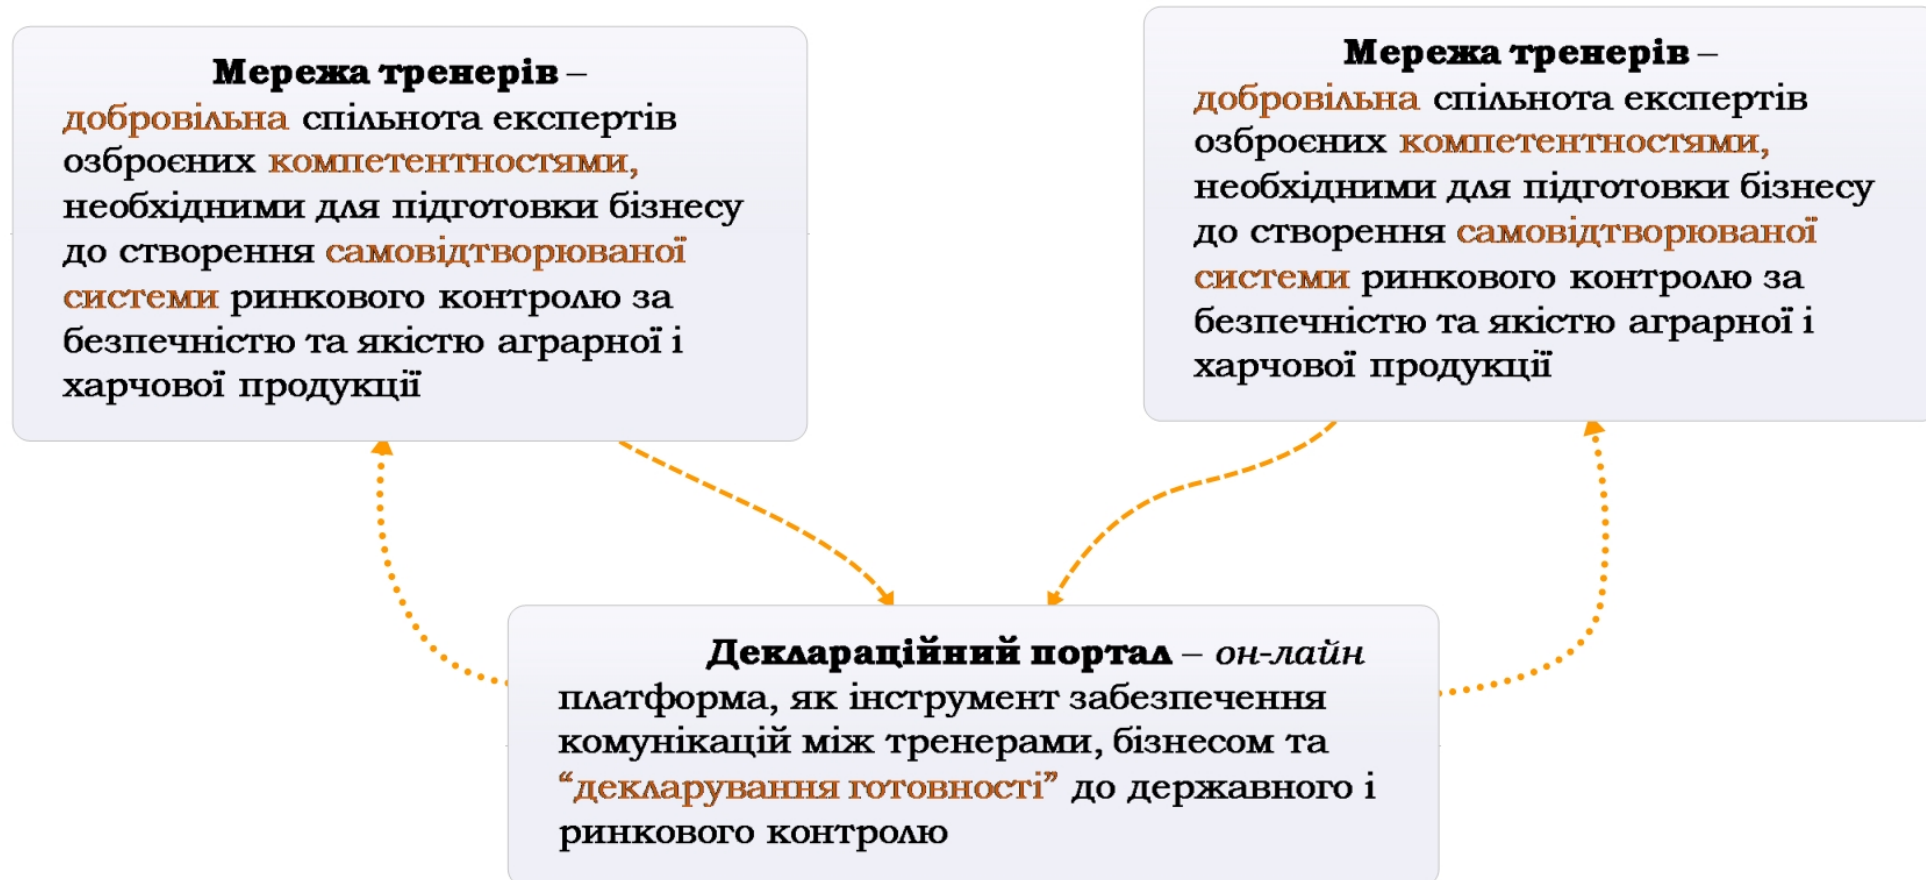 Мережа тренерів –
добровільна спільнота експертів
озброєних компетентностями,
необхідними для підготовки бізнесу
до створення самовідтворюваної
системи ринкового контролю за
безпечністю та якістю аграрної і
харчової продукції
Мережа тренерів –
добровільна спільнота експертів
озброєних компетентностями,
необхідними для підготовки бізнесу
до створення самовідтворюваної
системи ринкового контролю за
безпечністю та якістю аграрної і
харчової продукції
Деклараційний портал – он-лайн
платформа, як інструмент забезпечення
комунікацій між тренерами, бізнесом та
“декларування готовності” до державного і
ринкового контролю